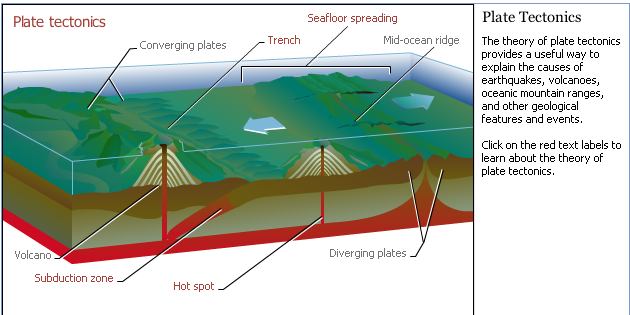 Plate tectonics
Seafloor spreading
Converging plates
Trench
Mid-ocean ridge
Volcano
Subduction zone
Hot spot
Diverging plates
Plate Tectonics
The theory of plate tectonics
provides a useful way to
explain the causes of
earthquakes, volcanoes,
oceanic mountain ranges,
and other geological
features and events.
Click on the red text labels to
learn about the theory of
plate tectonics.